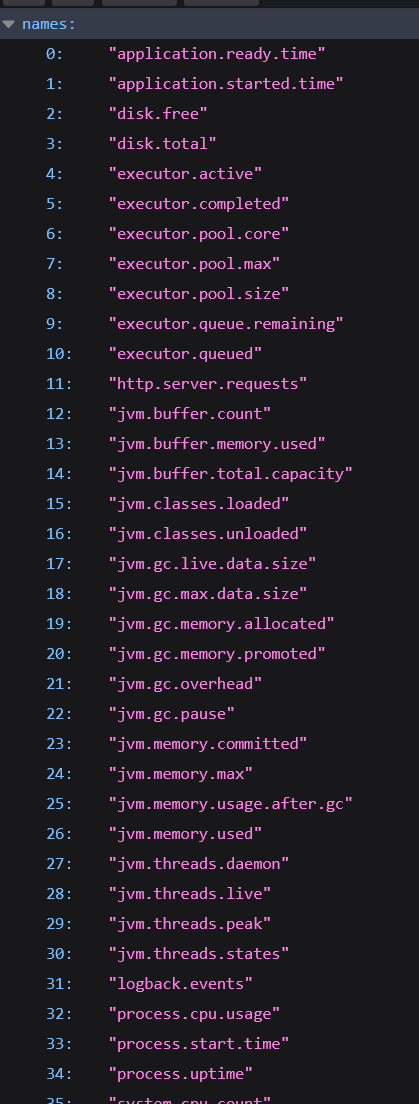 names:
0: "application.ready.time"
1: "application.started.time"
2: "disk.free"
3: "disk.total"
4: "executor.active"
5: "executor.completed"
6: "executor.pool.core"
7: "executor.pool.max"
8: "executor.pool.size"
9: "executor.queue.remaining"
10: "executor.queued"
11: "http.server.requests"
12: "jvm.buffer.count"
13: "jvm.buffer.memory.used"
14: "jvm.buffer.total.capacity"
15: "jvm.classes.loaded"
16: "jvm.classes.unloaded"
17: "jvm.gc.live.data.size"
18: "jvm.gc.max.data.size"
19: "jvm.gc.memory.allocated"
20: "jvm.gc.memory.promoted"
21: "jvm.gc.overhead"
22: "jvm.gc.pause"
23: "jvm.memory.committed"
24: "jvm.memory.max"
25: "jvm.memory.usage.after.gc"
26: "jvm.memory.used"
27: "jvm.threads.daemon"
28: "jvm.threads.live"
29: "jvm.threads.peak"
30: "jvm.threads.states"
31: "logback.events"
32: "process.cpu.usage"
33: "process.start.time"
34: "process.uptime"
35: "system.cpu.count"